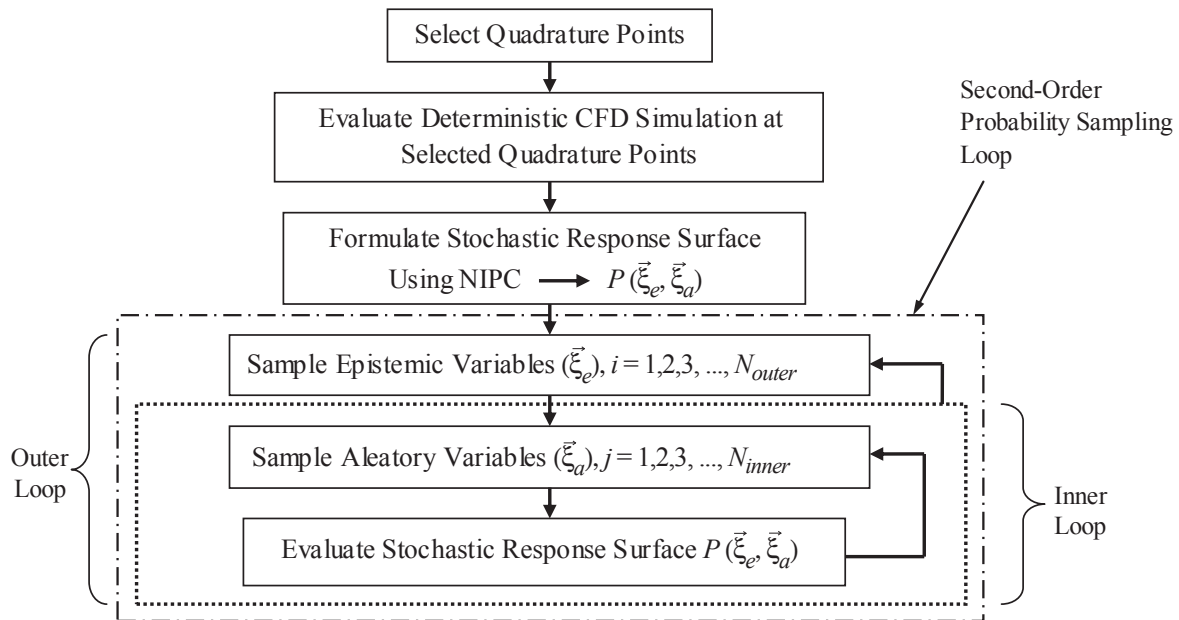 Select Quadrature Points
Evaluate Deterministic CFD Simulation at
Selected Quadrature Points
Second-Order
Probability Sampling
Loop
Formulate Stochastic Response Surface
Using NIPC → P (ξ⃗e, ξ⃗a)
Sample Epistemic Variables (ξ⃗e), i = 1,2,3, ..., Nouter
Sample Aleatory Variables (ξ⃗a), j = 1,2,3, ..., Ninner
Evaluate Stochastic Response Surface P (ξ⃗e, ξ⃗a)
Outer
Loop
Inner
Loop